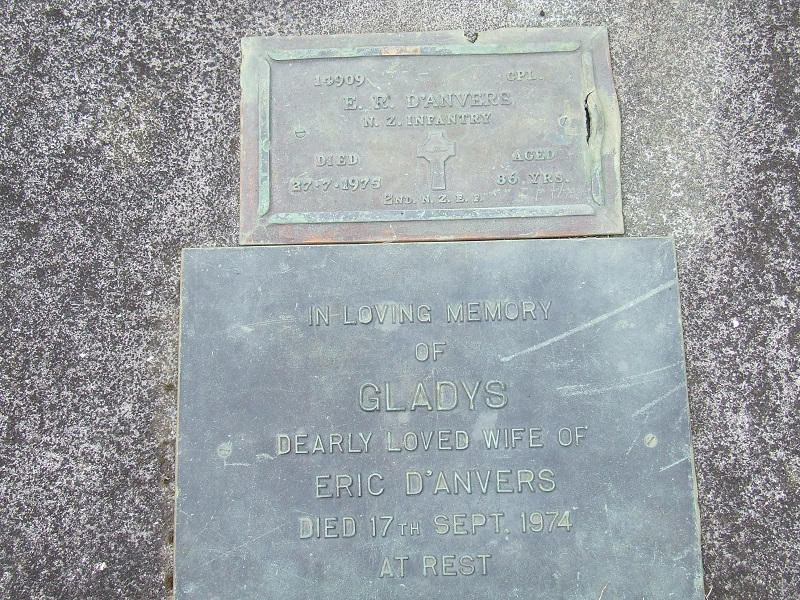 13909 CPL.
E. R. D'ANVERS
N. Z. INFANTRY
DIED AGED
27·7·1975 86 YRS.
2ND. N. Z. E. F.
IN LOVING MEMORY
OF
GLADYS
DEARLY LOVED WIFE OF
ERIC D'ANVERS
DIED 17TH SEPT. 1974
AT REST